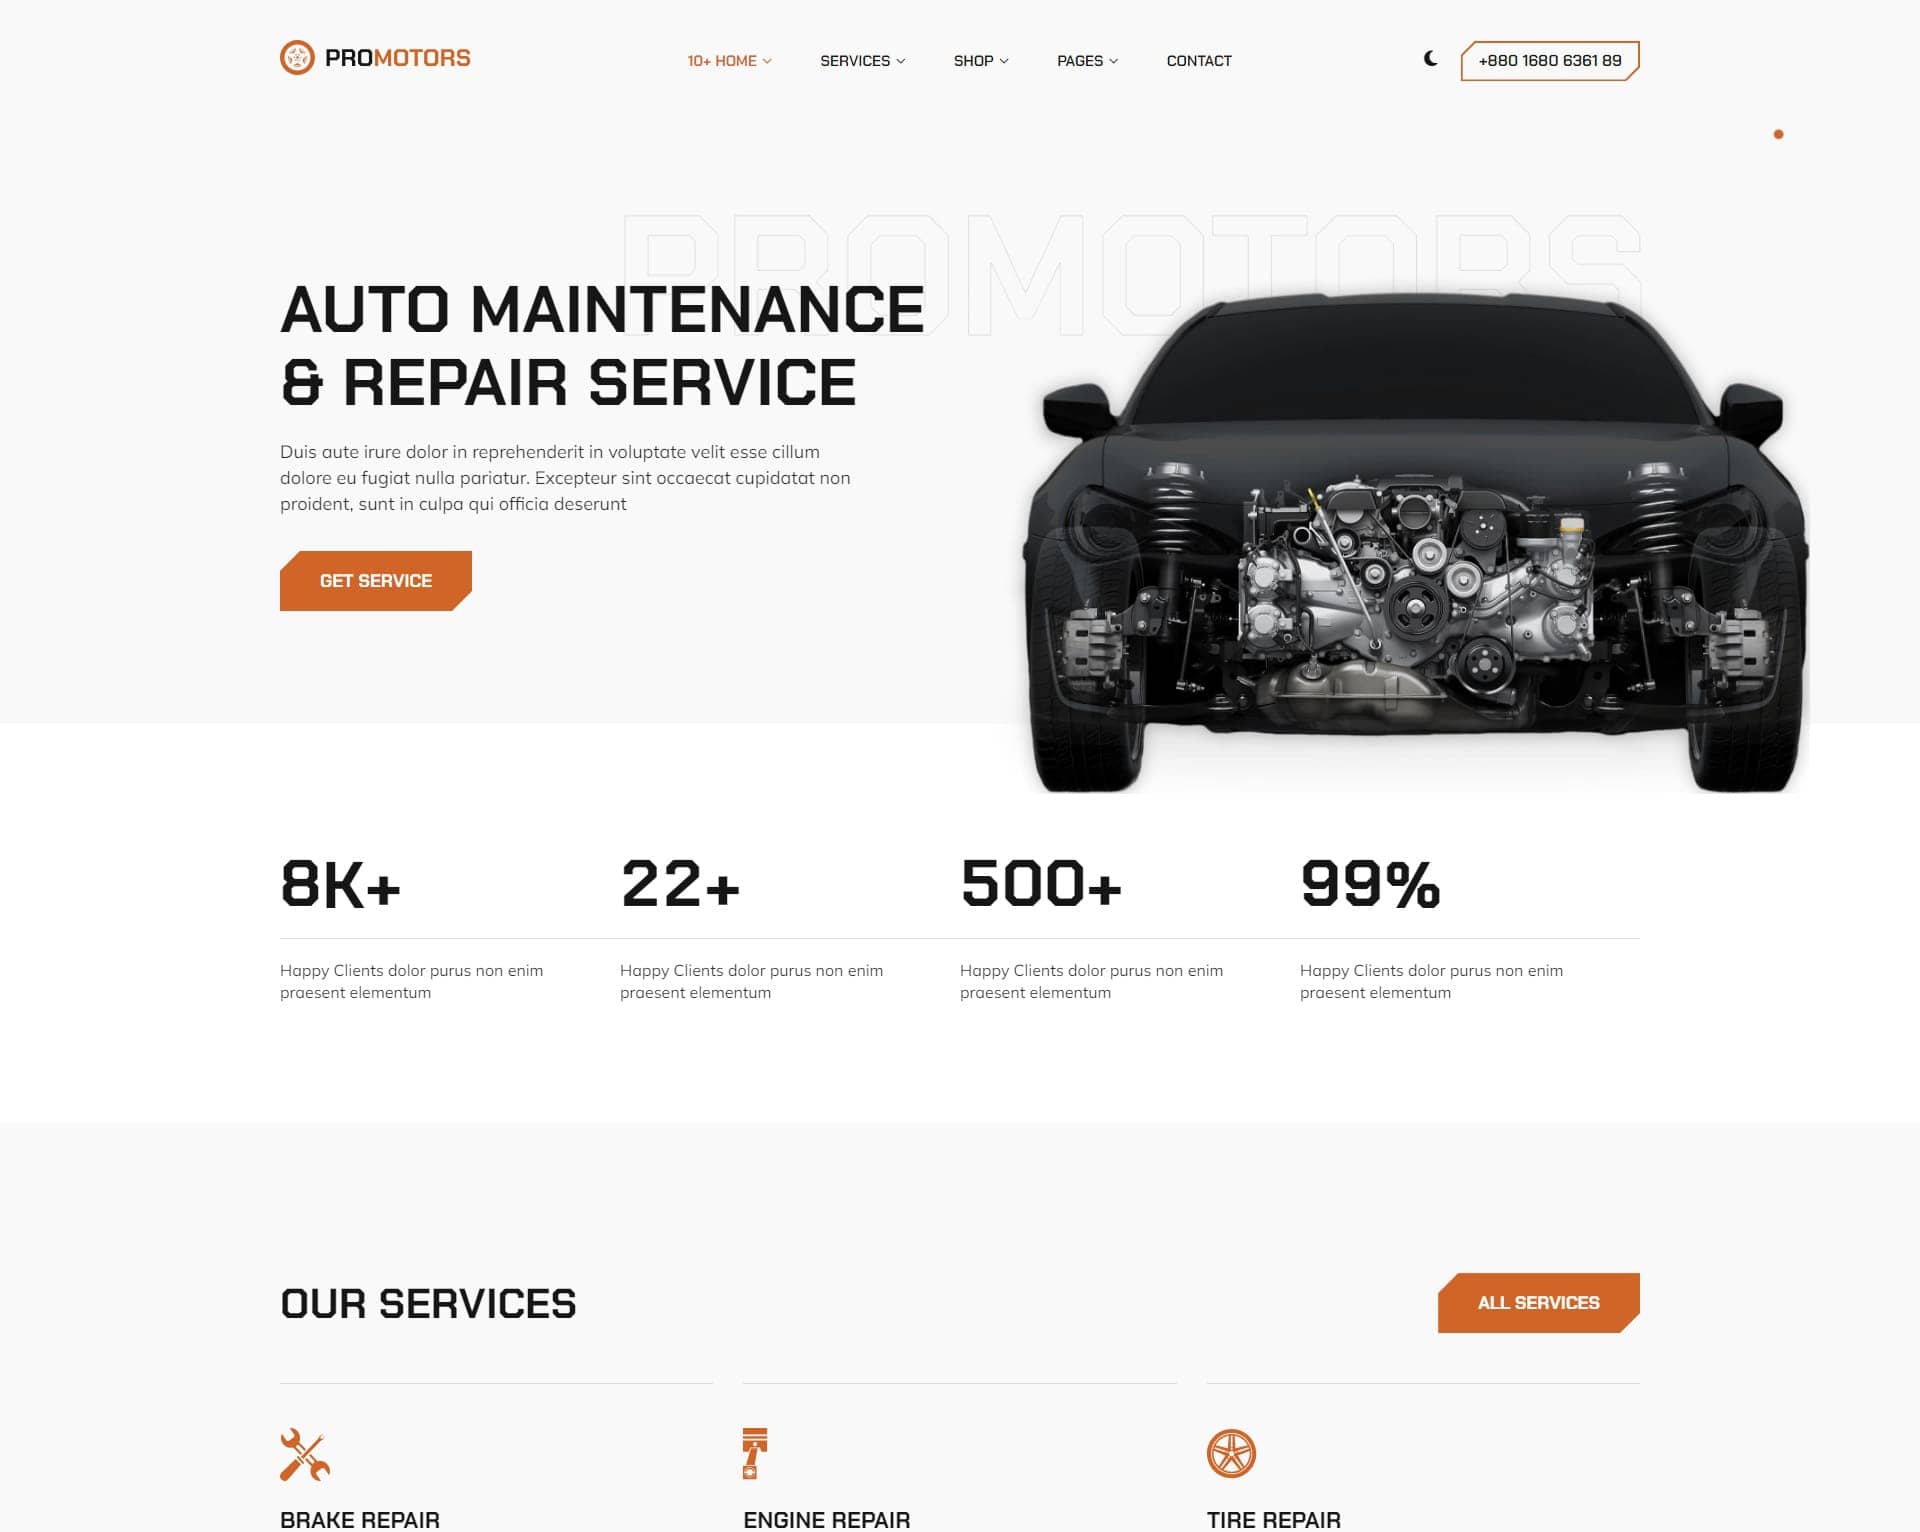 PROMOTORS
10+ HOME
SERVICES
SHOP
PAGES
CONTACT
+880 1680 6361 89
PROMOTORS
AUTO MAINTENANCE
& REPAIR SERVICE
Duis aute irure dolor in reprehenderit in voluptate velit esse cillum
dolore eu fugiat nulla pariatur. Excepteur sint occaecat cupidatat non
proident, sunt in culpa qui officia deserunt
GET SERVICE
8K+
22+
500+
99%
Happy Clients dolor purus non enim
praesent elementum
Happy Clients dolor purus non enim
praesent elementum
Happy Clients dolor purus non enim
praesent elementum
Happy Clients dolor purus non enim
praesent elementum
OUR SERVICES
ALL SERVICES
BRAKE REPAIR
ENGINE REPAIR
TIRE REPAIR